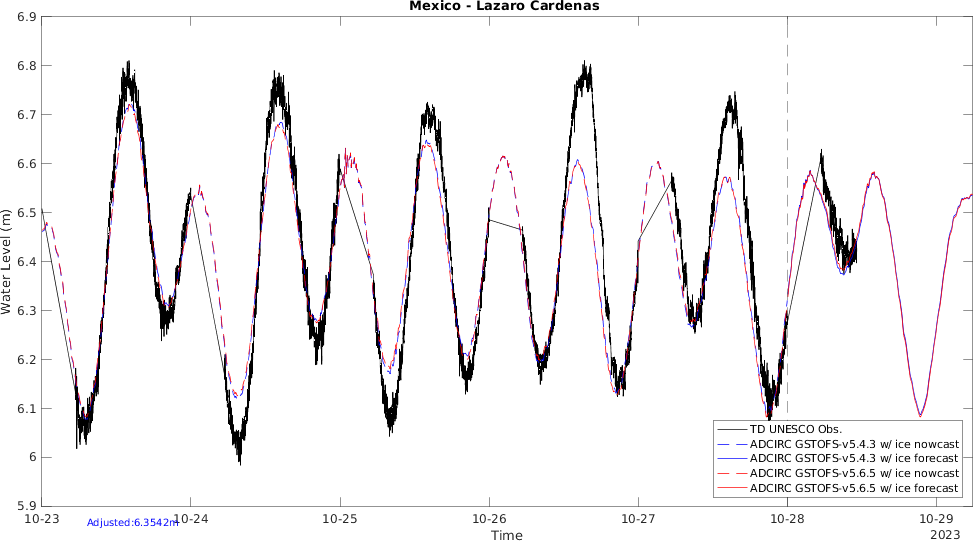 Mexico - Lazaro Cardenas
6.9
6.8
6.7
6.6
6.5
6.4
6.3
6.2
6.1
6
5.9
Water Level (m)
TD UNESCO Obs.
ADCIRC GSTOFS-v5.4.3 w/ ice nowcast
ADCIRC GSTOFS-v5.4.3 w/ ice forecast
ADCIRC GSTOFS-v5.6.5 w/ ice nowcast
ADCIRC GSTOFS-v5.6.5 w/ ice forecast
10-23 10-24 10-25 10-26 10-27 10-28 10-29
Adjusted:6.3542m
Time
2023